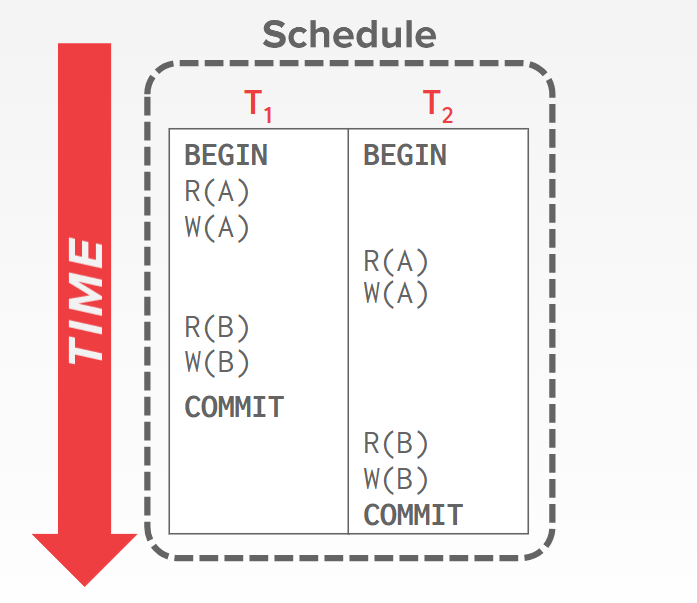 Schedule
T1 T2
BEGIN BEGIN
R(A)
W(A)
R(A)
W(A)
TIME
R(B)
W(B)
COMMIT
R(B)
W(B)
COMMIT